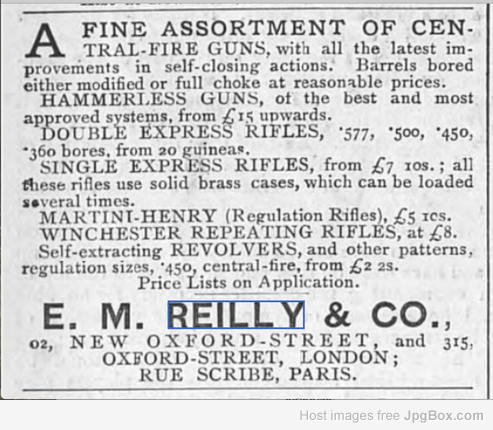 A FINE ASSORTMENT OF CEN-
TRAL-FIRE GUNS, with all the latest im-
provements in self-closing actions. Barrels bored
either modified or full choke at reasonable prices.
HAMMERLESS GUNS, of the best and most
approved systems, from £15 upwards.
DOUBLE EXPRESS RIFLES, ·577, ·500, ·450,
·360 bores, from 20 guineas.
SINGLE EXPRESS RIFLES, from £7 10s.; all
these rifles use solid brass cases, which can be loaded
several times.
MARTINI-HENRY (Regulation Rifles), £5 1cs.
WINCHESTER REPEATING RIFLES, at £8.
Self-extracting REVOLVERS, and other patterns,
regulation sizes, ·450, central-fire, from £2 2s.
Price Lists on Application.
E. M. REILLY & CO.,
02, NEW OXFORD-STREET, and 315,
OXFORD-STREET, LONDON;
RUE SCRIBE, PARIS.
Host images free JpgBox.com